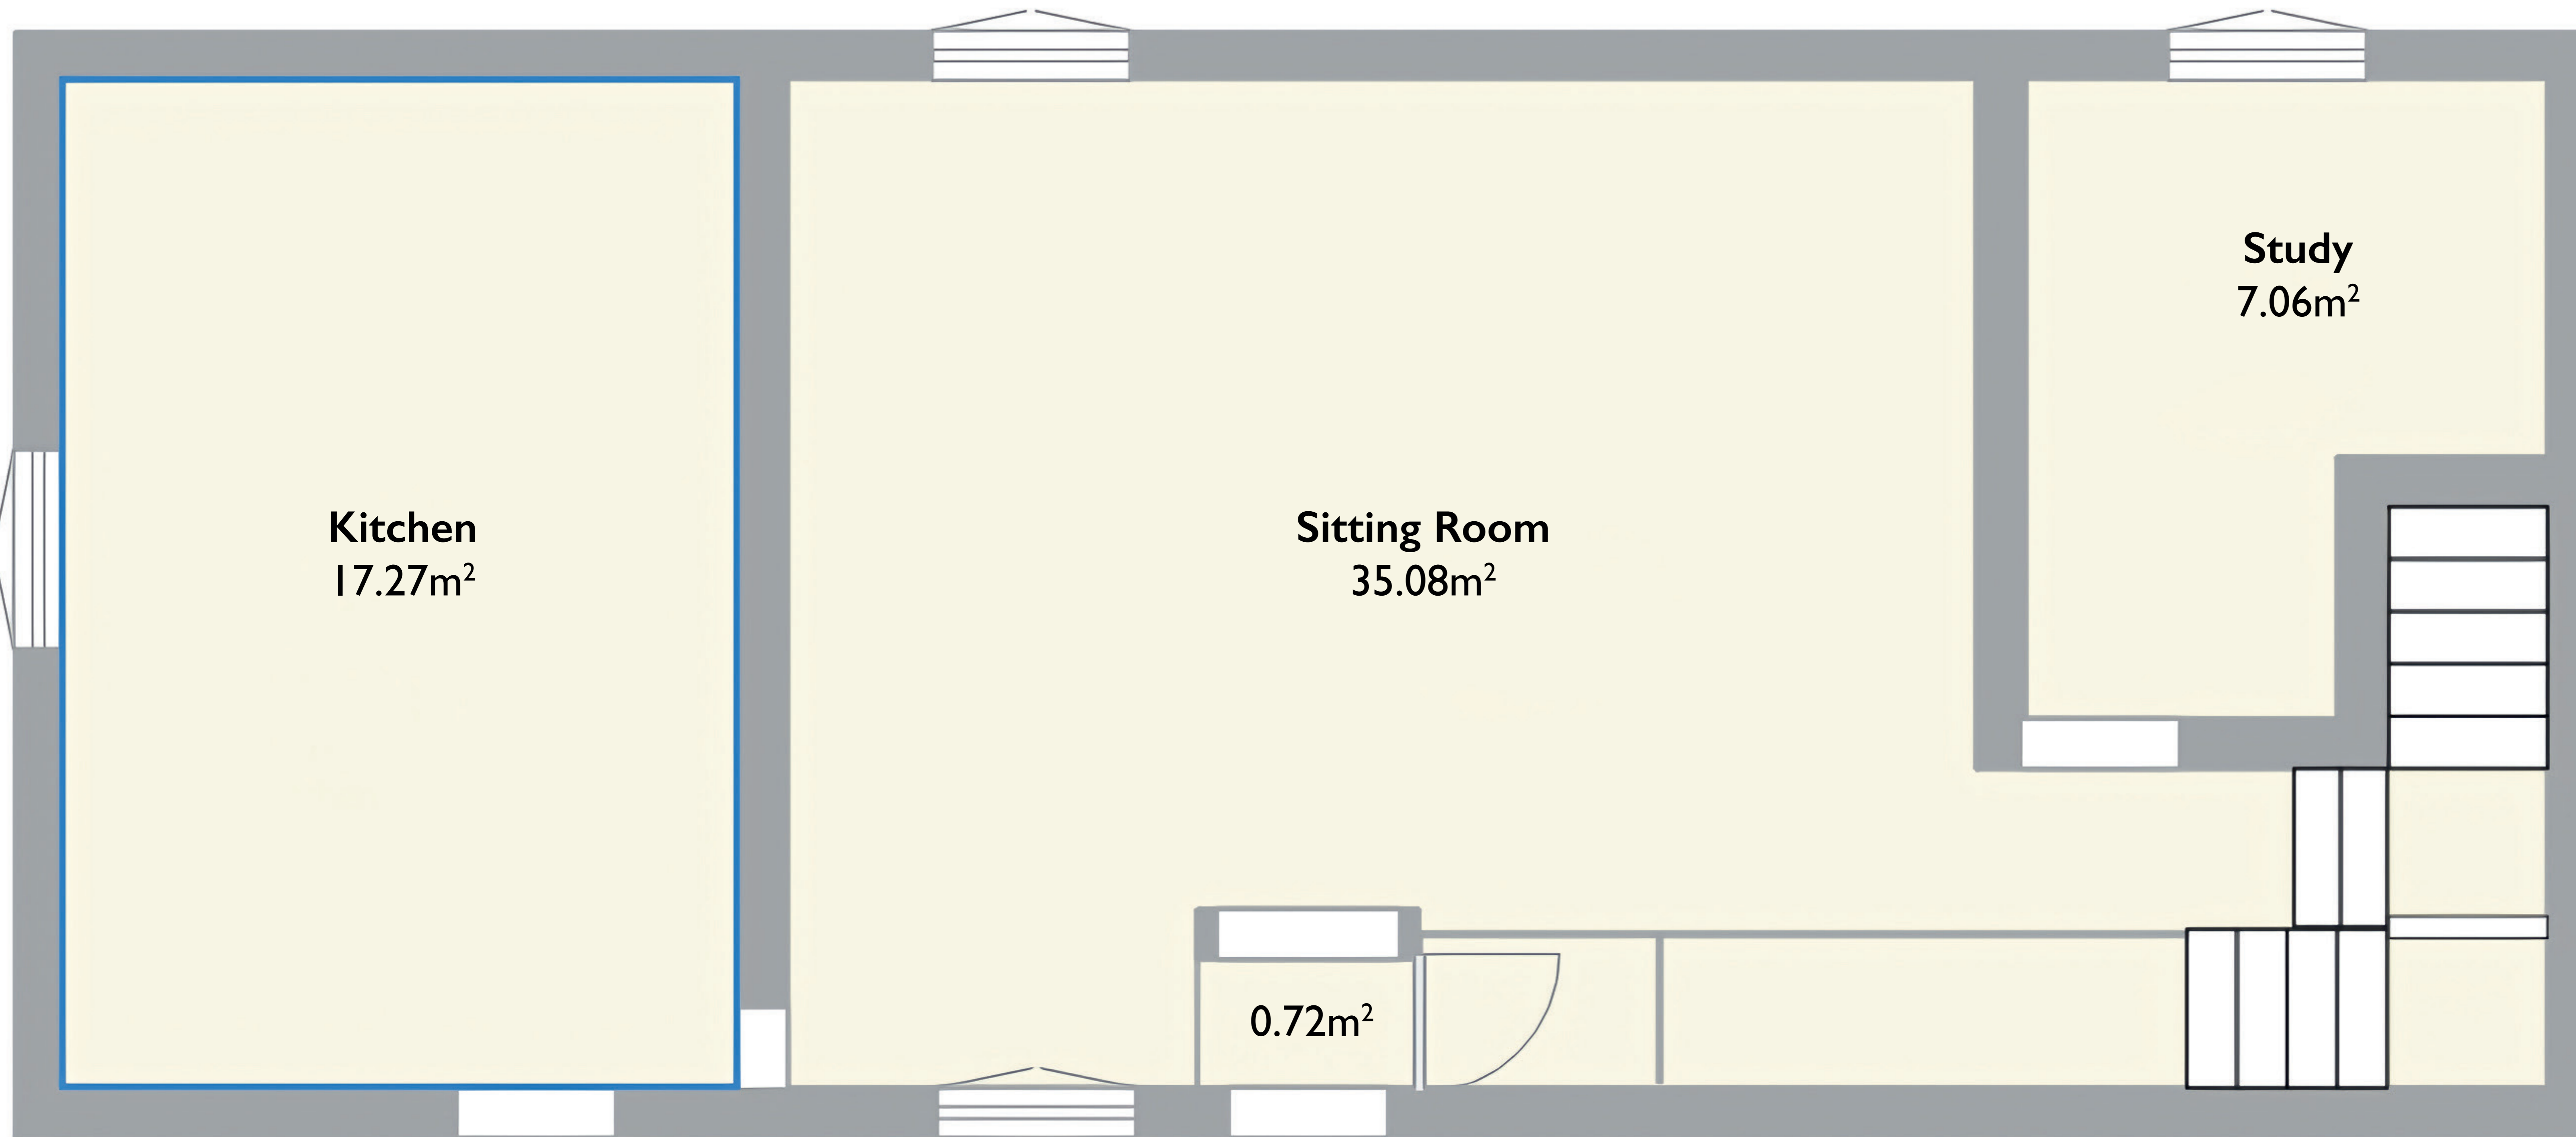 Study
7.06m²
Kitchen
17.27m²
Sitting Room
35.08m²
0.72m²